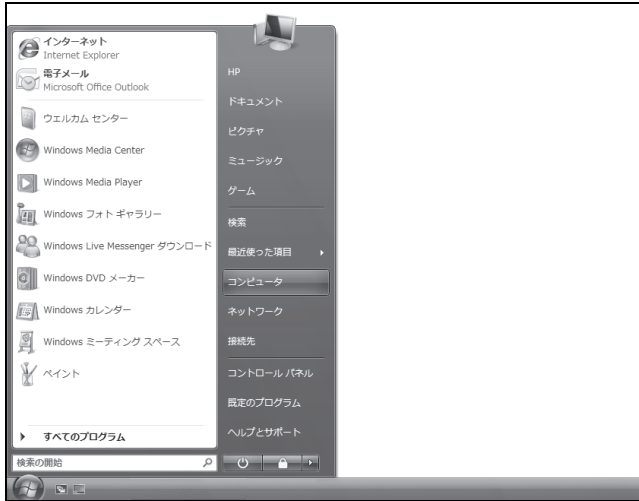 インターネット
Internet Explorer
電子メール
Microsoft Office Outlook
ウエルカム センター
Windows Media Center
Windows Media Player
Windows フォト ギャラリー
Windows Live Messenger ダウンロード
Windows DVD メーカー
Windows カレンダー
Windows ミーティング スペース
ペイント
すべてのプログラム
検索の開始
HP
ドキュメント
ピクチャ
ミュージック
ゲーム
検索
最近使った項目
コンピュータ
ネットワーク
接続先
コントロール パネル
既定のプログラム
ヘルプとサポート